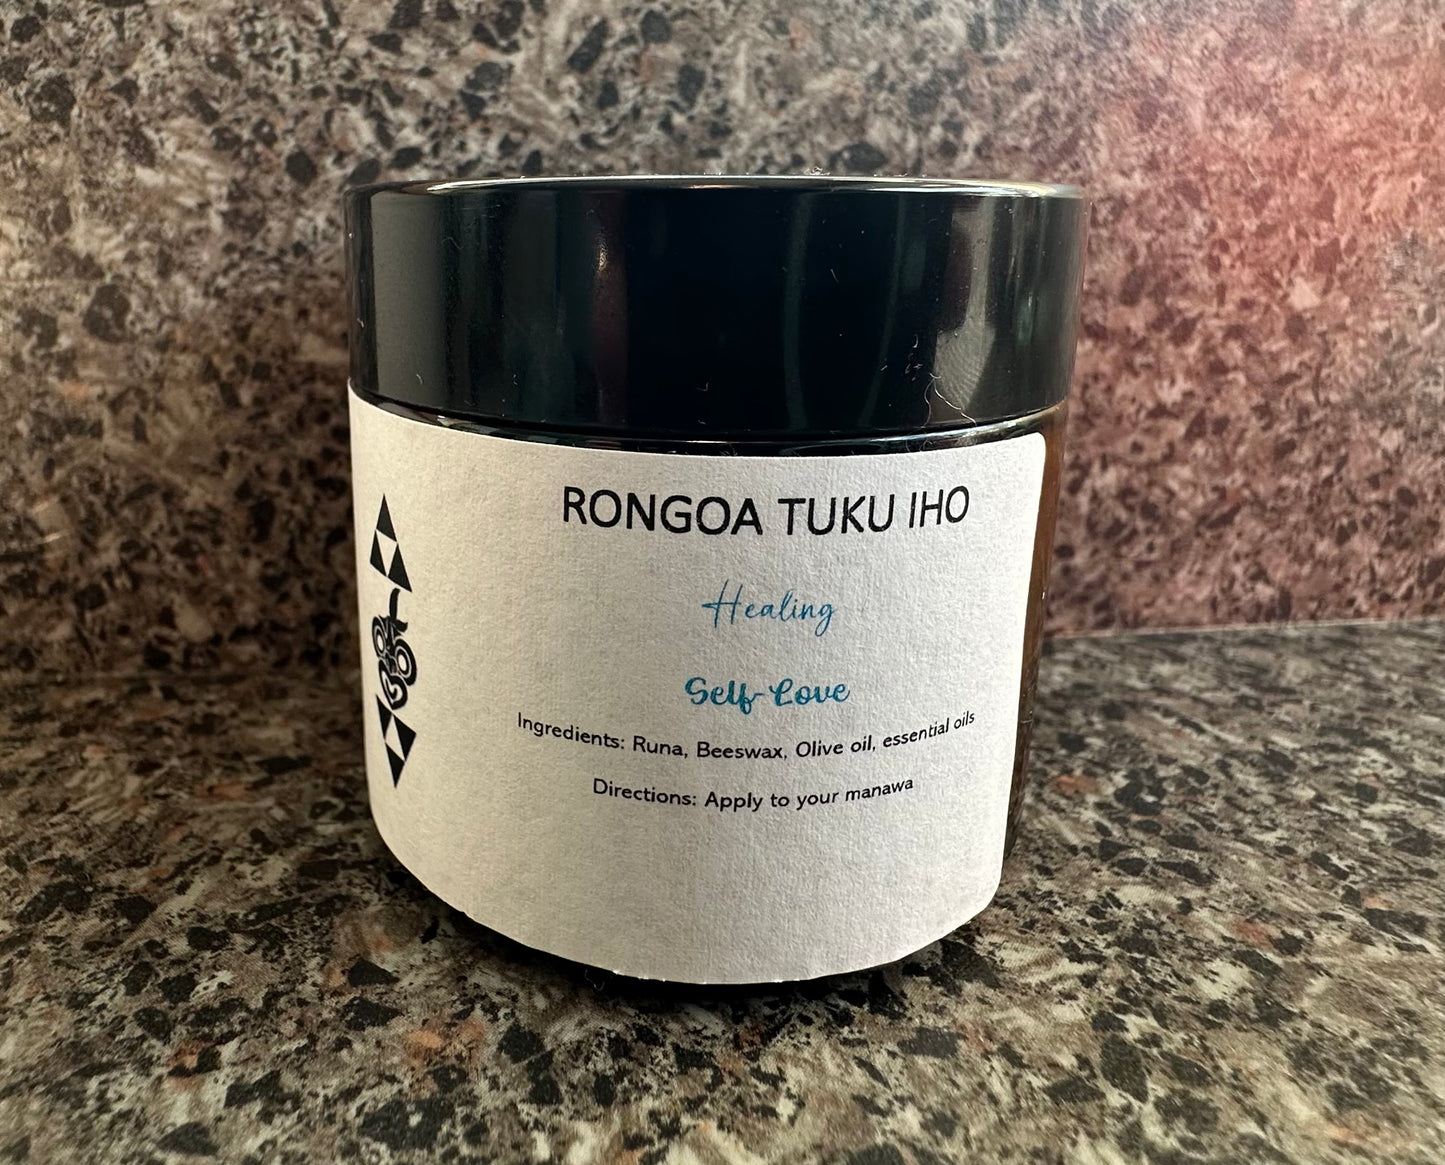 RONGOA TUKU IHO
Healing
Self-Love
Ingredients: Runa, Beeswax, Olive oil, essential oils
Directions: Apply to your manawa